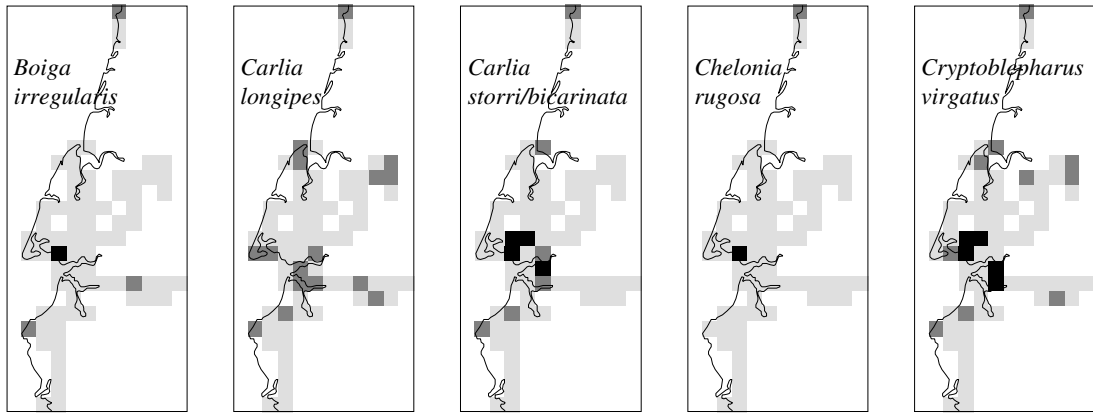 Boiga
irregularis
Carlia
longipes
Carlia
storri/bicarinata
Chelonia
rugosa
Cryptoblepharus
virgatus